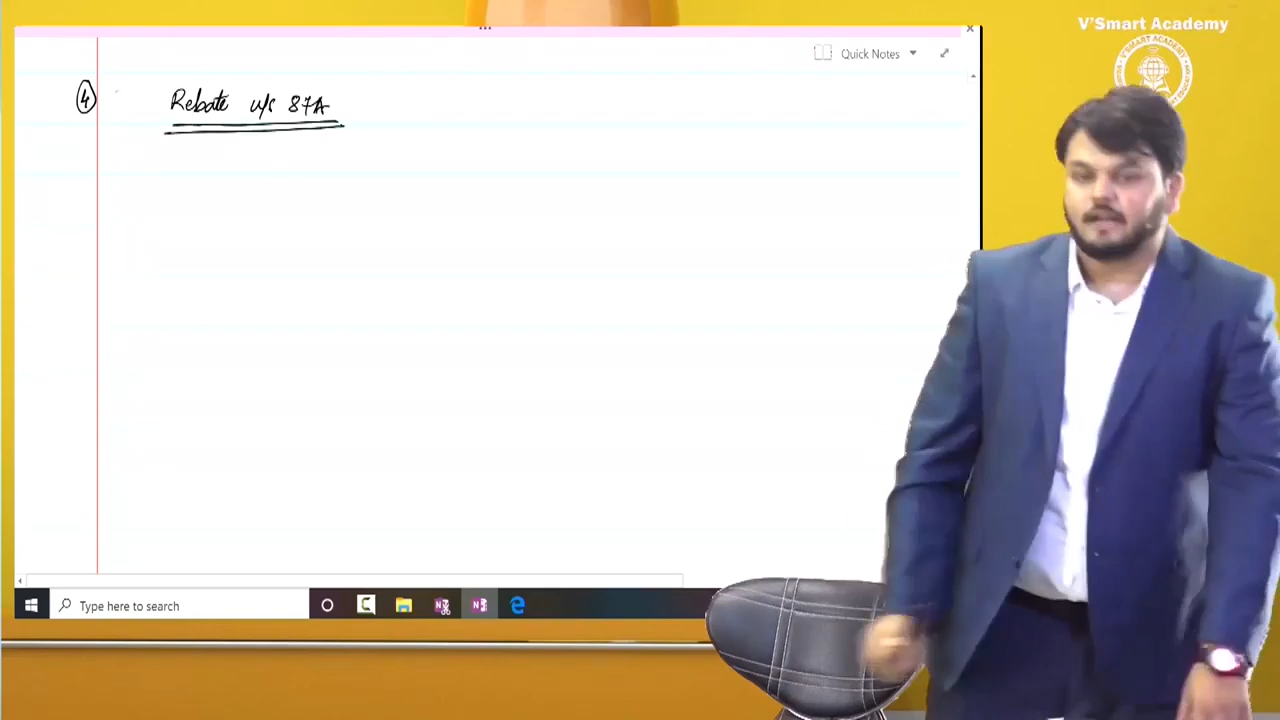 V'Smart Academy
Quick Notes
4 Rebate u/s 87A
Type here to search